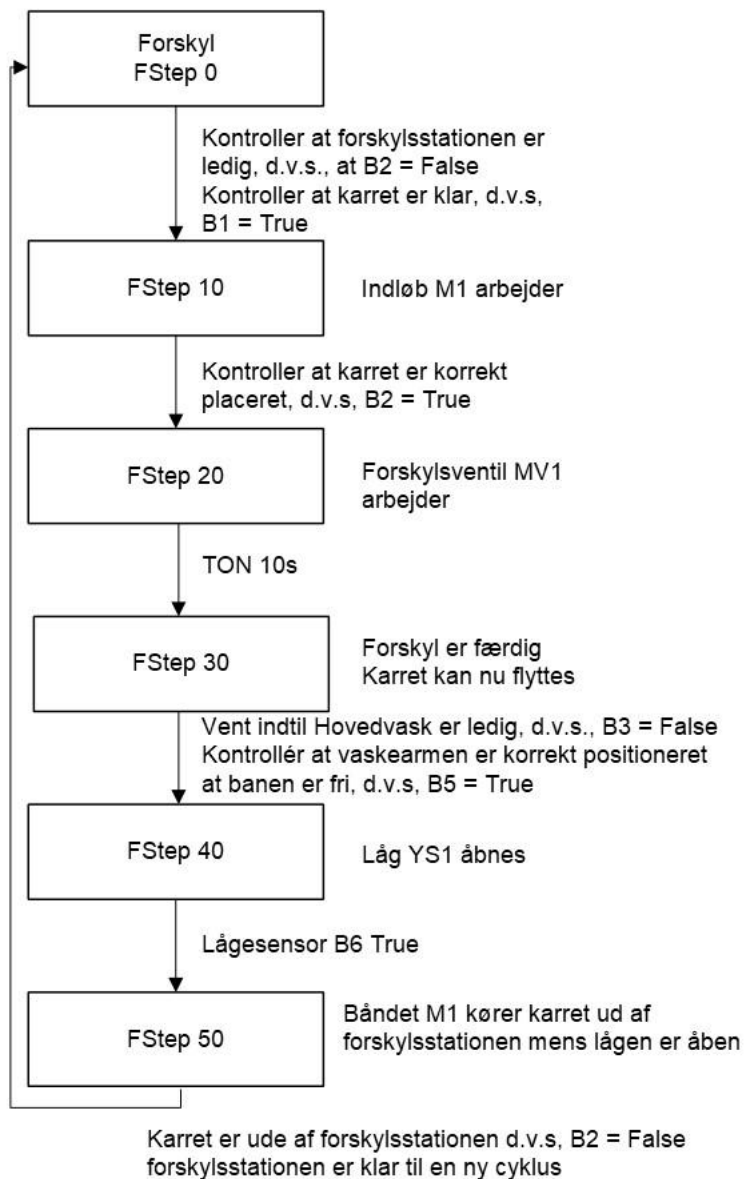 Forskyl
FStep 0
Kontroller at forskylsstationen er
ledig, d.v.s., at B2 = False
Kontroller at karret er klar, d.v.s,
B1 = True
FStep 10
Indløb M1 arbejder
Kontroller at karret er korrekt
placeret, d.v.s, B2 = True
FStep 20
Forskylsventil MV1
arbejder
TON 10s
FStep 30
Forskyl er færdig
Karret kan nu flyttes
Vent indtil Hovedvask er ledig, d.v.s., B3 = False
Kontrollér at vaskearmen er korrekt positioneret
at banen er fri, d.v.s, B5 = True
FStep 40
Låg YS1 åbnes
Lågesensor B6 True
FStep 50
Båndet M1 kører karret ud af
forskylsstationen mens lågen er åben
Karret er ude af forskylsstationen d.v.s, B2 = False
forskylsstationen er klar til en ny cyklus